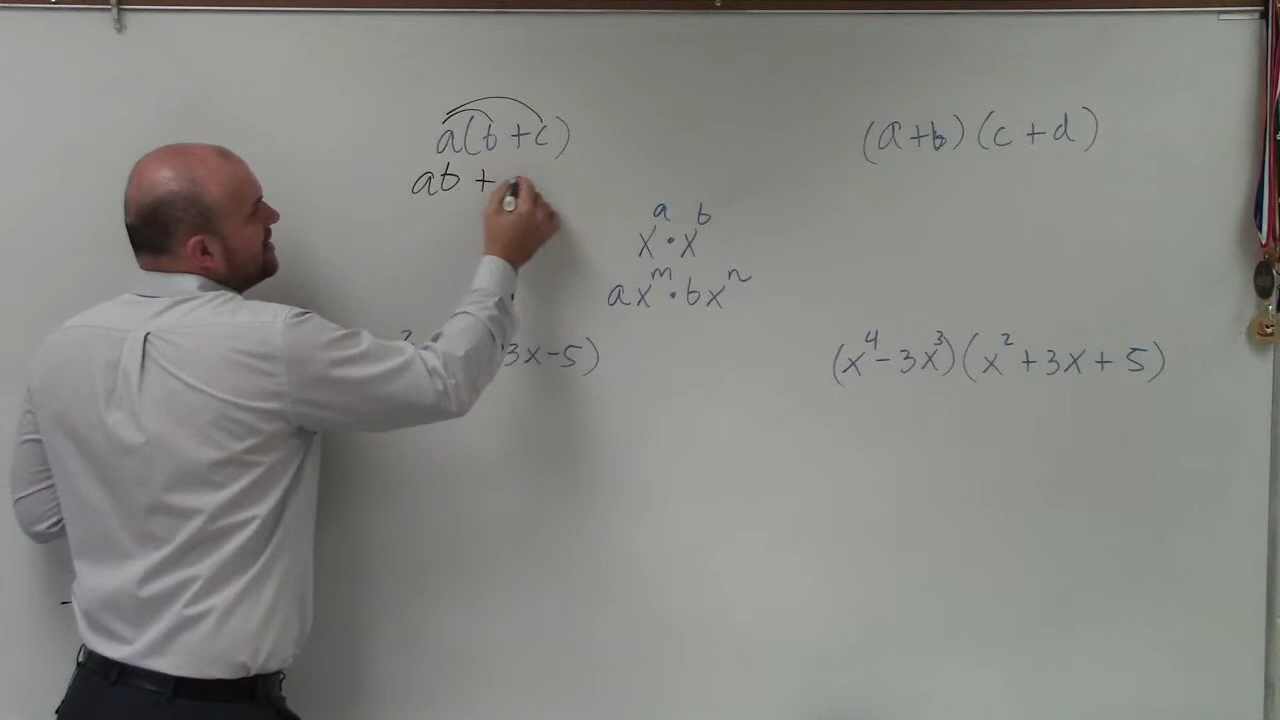 a(b+c)
ab +
(a+b)(c+d)
x^a · x^b
ax^m · bx^n
3x-5)
(x^4-3x^3)(x^2+3x+5)